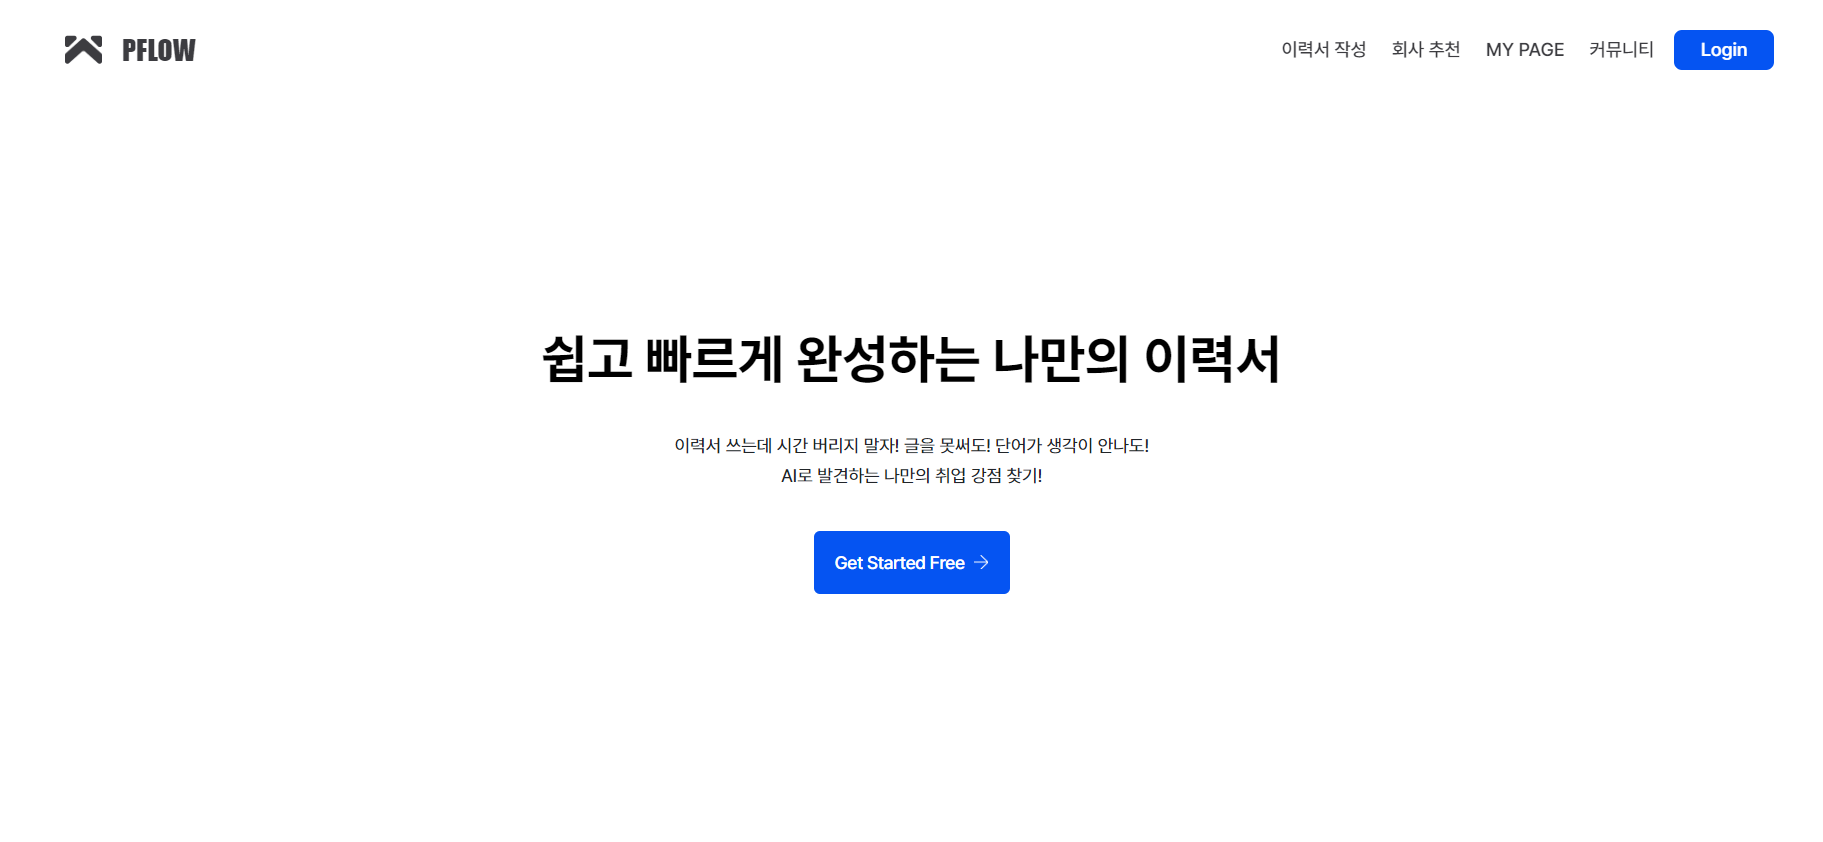 PFLOW
이력서 작성
회사 추천
MY PAGE
커뮤니티
Login
쉽고 빠르게 완성하는 나만의 이력서
이력서 쓰는데 시간 버리지 말자! 글을 못써도! 단어가 생각이 안나도!
AI로 발견하는 나만의 취업 강점 찾기!
Get Started Free →